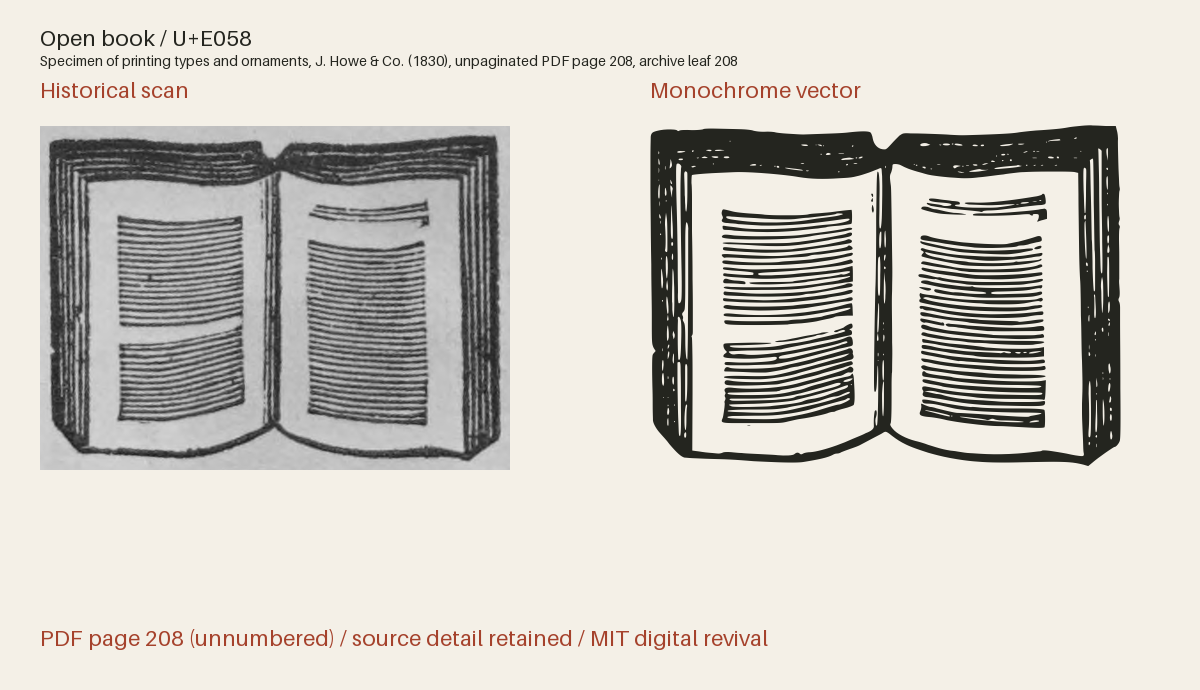 Open book / U+E058
Specimen of printing types and ornaments, J. Howe & Co. (1830), unpaginated PDF page 208, archive leaf 208
Historical scan
Monochrome vector
PDF page 208 (unnumbered) / source detail retained / MIT digital revival